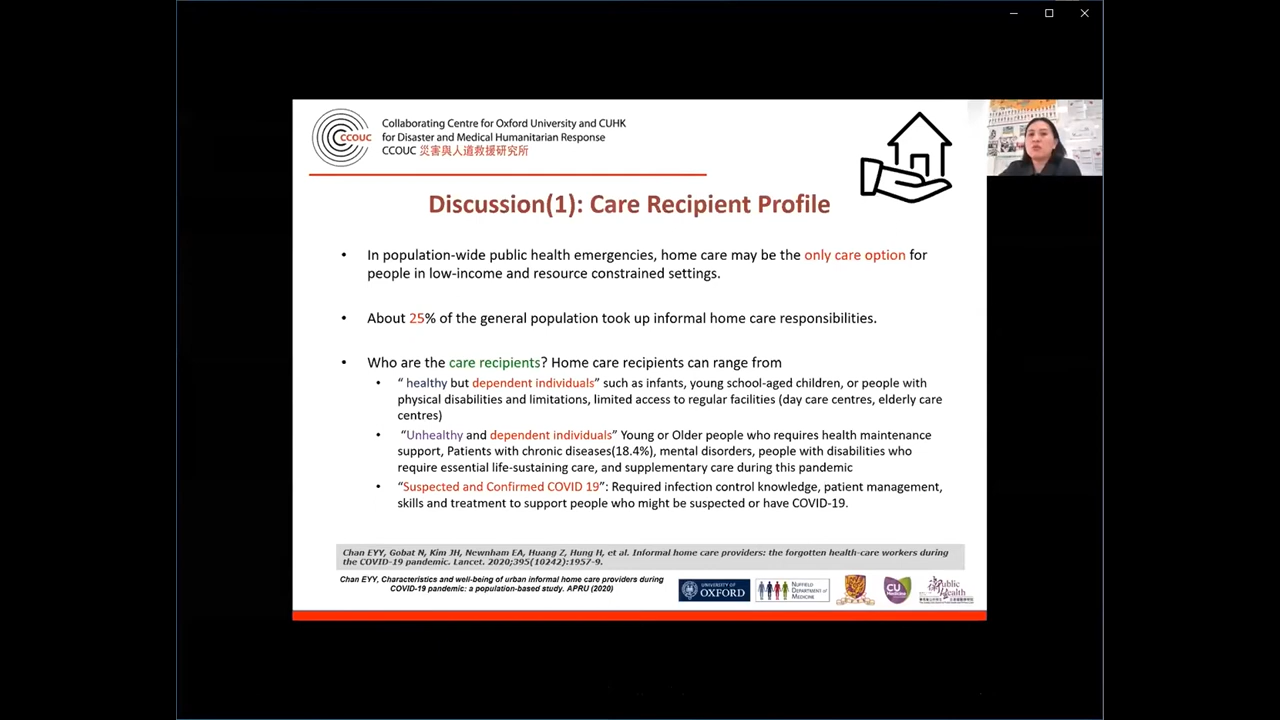 Collaborating Centre for Oxford University and CUHK
for Disaster and Medical Humanitarian Response
CCOUC 災害與人道救援研究所
CCOUC
Discussion(1): Care Recipient Profile
• In population-wide public health emergencies, home care may be the only care option for
people in low-income and resource constrained settings.
• About 25% of the general population took up informal home care responsibilities.
• Who are the care recipients? Home care recipients can range from
• “ healthy but dependent individuals” such as infants, young school-aged children, or people with
physical disabilities and limitations, limited access to regular facilities (day care centres, elderly care
centres)
• “Unhealthy and dependent individuals” Young or Older people who requires health maintenance
support, Patients with chronic diseases(18.4%), mental disorders, people with disabilities who
require essential life-sustaining care, and supplementary care during this pandemic
• “Suspected and Confirmed COVID 19”: Required infection control knowledge, patient management,
skills and treatment to support people who might be suspected or have COVID-19.
Chan EYY, Gobat N, Kim JH, Newnham EA, Huang Z, Hung H, et al. Informal home care providers: the forgotten health-care workers during
the COVID-19 pandemic. Lancet. 2020;395(10242):1957-9.
Chan EYY, Characteristics and well-being of urban informal home care providers during
COVID-19 pandemic: a population-based study. APRU (2020)
UNIVERSITY OF
OXFORD
NUFFIELD
DEPARTMENT OF
MEDICINE
CU
Medicine
Public
Health